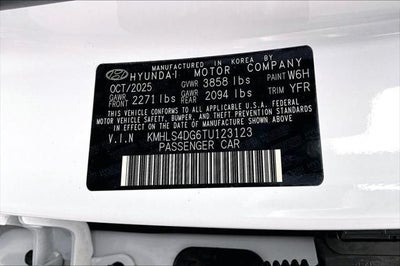 MANUFACTURED IN KOREA BY
HYUNDAI MOTOR COMPANY
OCT/2025 GVWR 3858 lbs PAINT W6H
GAWR FRONT 2271 lbs GAWR REAR 2094 lbs TRIM YFR
THIS VEHICLE CONFORMS TO ALL APPLICABLE U.S.A FEDERAL
MOTOR VEHICLE SAFETY, BUMPER, AND THEFT PREVENTION
STANDARDS IN EFFECT ON THE DATE OF MANUFACTURE SHOWN ABOVE.
V.I.N KMHLS4DG6TU123123
PASSENGER CAR